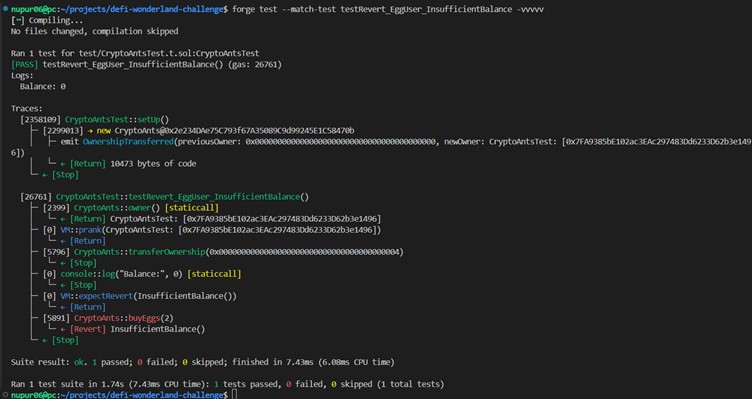 nupur06@pc:~/projects/defi-wonderland-challenge$ forge test --match-test testRevert_EggUser_InsufficientBalance -vvvvv
[⠒] Compiling...
No files changed, compilation skipped

Ran 1 test for test/CryptoAntsTest.t.sol:CryptoAntsTest
[PASS] testRevert_EggUser_InsufficientBalance() (gas: 26761)
Logs:
  Balance: 0

Traces:
  [2358109] CryptoAntsTest::setUp()
    ├─ [2299013] → new CryptoAnts@0x2e234DAe75C793f67A35089C9d99245E1C58470b
    │   ├─ emit OwnershipTransferred(previousOwner: 0x0000000000000000000000000000000000000000, newOwner: CryptoAntsTest: [0x7FA9385bE102ac3EAc297483Dd6233D62b3e149
6])
    │   └─ ← [Return] 10473 bytes of code
    └─ ← [Stop]

  [26761] CryptoAntsTest::testRevert_EggUser_InsufficientBalance()
    ├─ [2399] CryptoAnts::owner() [staticcall]
    │   └─ ← [Return] CryptoAntsTest: [0x7FA9385bE102ac3EAc297483Dd6233D62b3e1496]
    ├─ [0] VM::prank(CryptoAntsTest: [0x7FA9385bE102ac3EAc297483Dd6233D62b3e1496])
    │   └─ ← [Return]
    ├─ [5796] CryptoAnts::transferOwnership(0x0000000000000000000000000000000000000004)
    │   └─ ← [Stop]
    ├─ [0] console::log("Balance:", 0) [staticcall]
    │   └─ ← [Stop]
    ├─ [0] VM::expectRevert(InsufficientBalance())
    │   └─ ← [Return]
    ├─ [5891] CryptoAnts::buyEggs(2)
    │   └─ ← [Revert] InsufficientBalance()
    └─ ← [Stop]

Suite result: ok. 1 passed; 0 failed; 0 skipped; finished in 7.43ms (6.08ms CPU time)

Ran 1 test suite in 1.74s (7.43ms CPU time): 1 tests passed, 0 failed, 0 skipped (1 total tests)
nupur06@pc:~/projects/defi-wonderland-challenge$